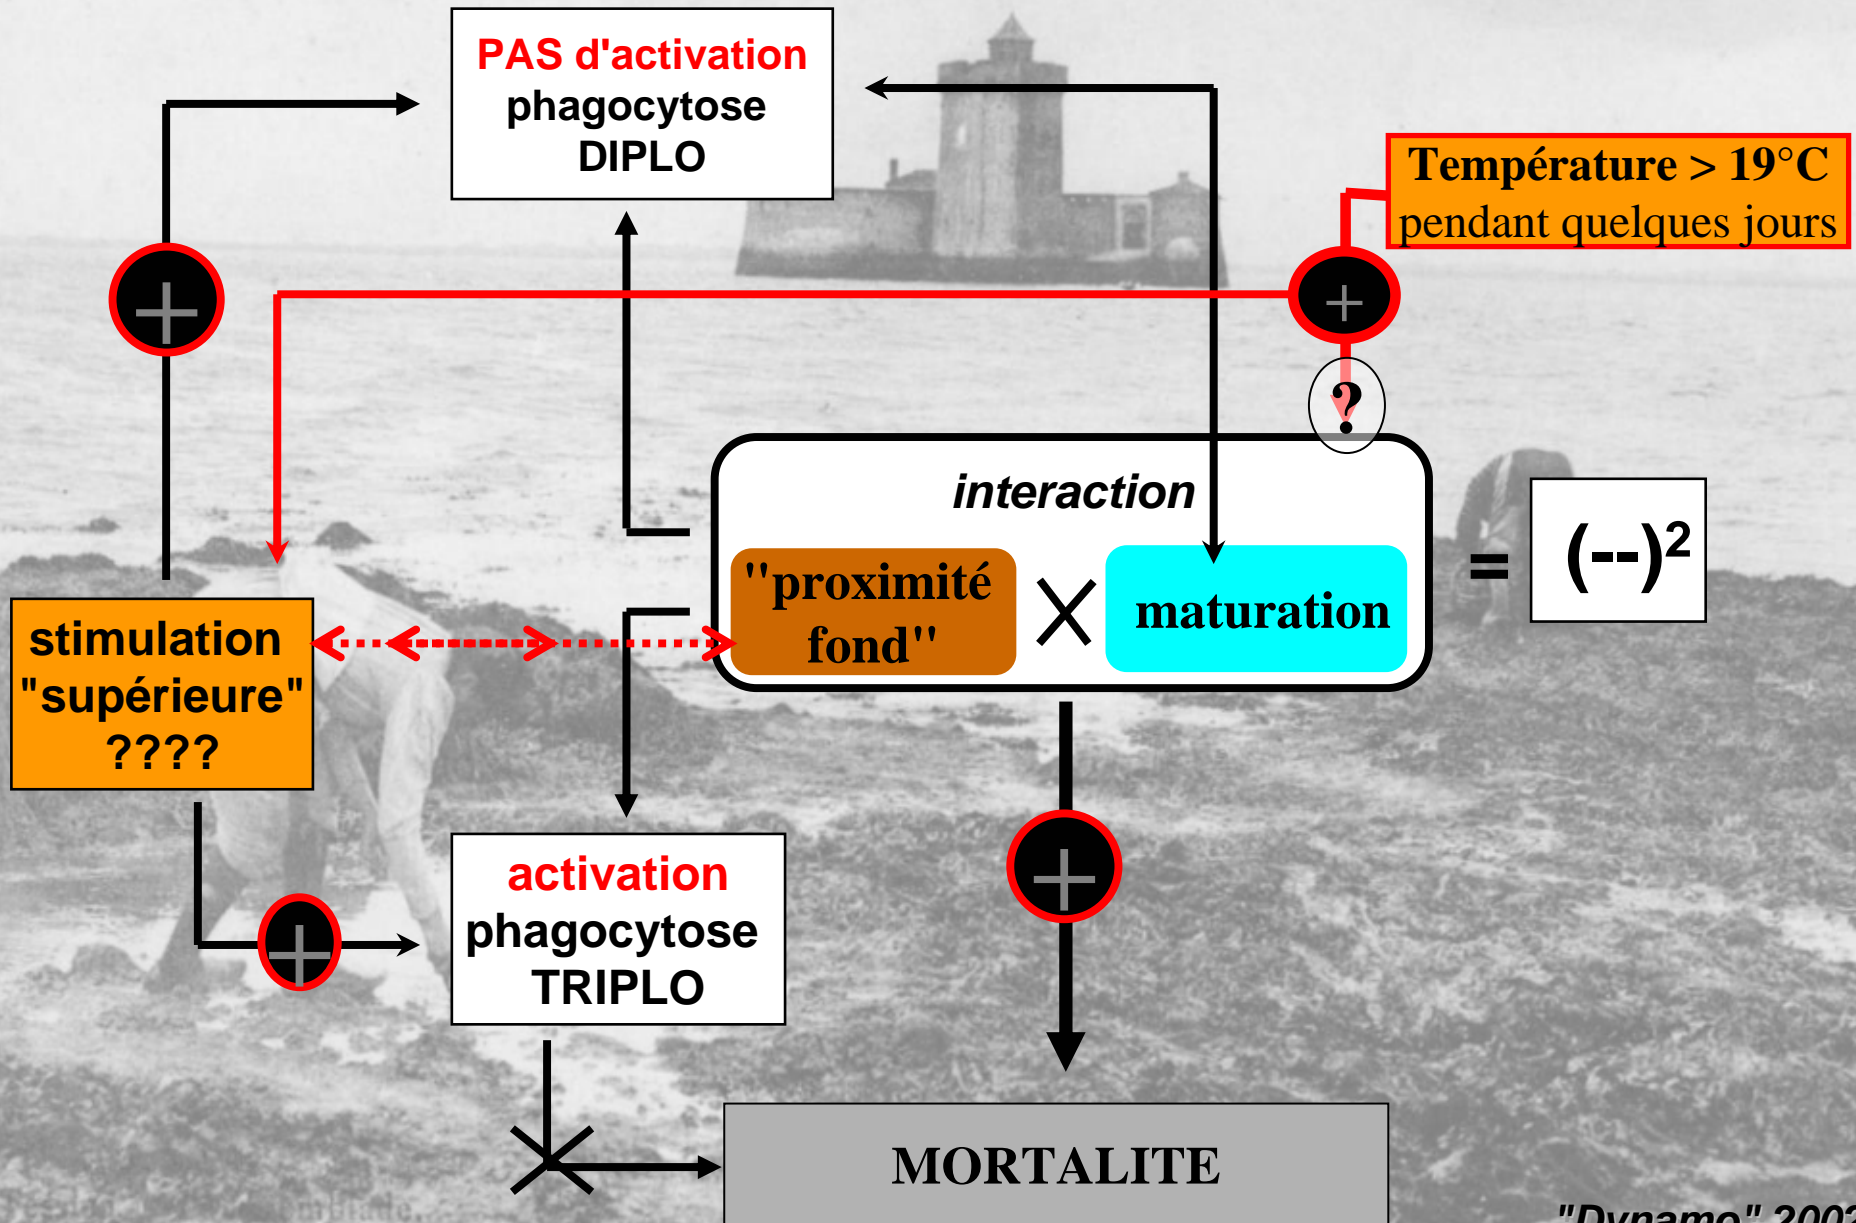 PAS d'activation
phagocytose
DIPLO
Température > 19°C
pendant quelques jours
+
+
?
interaction
"proximité
fond"
X
maturation
= (--)²
stimulation
"supérieure"
????
activation
phagocytose
TRIPLO
+
+
MORTALITE
"Dynamo"